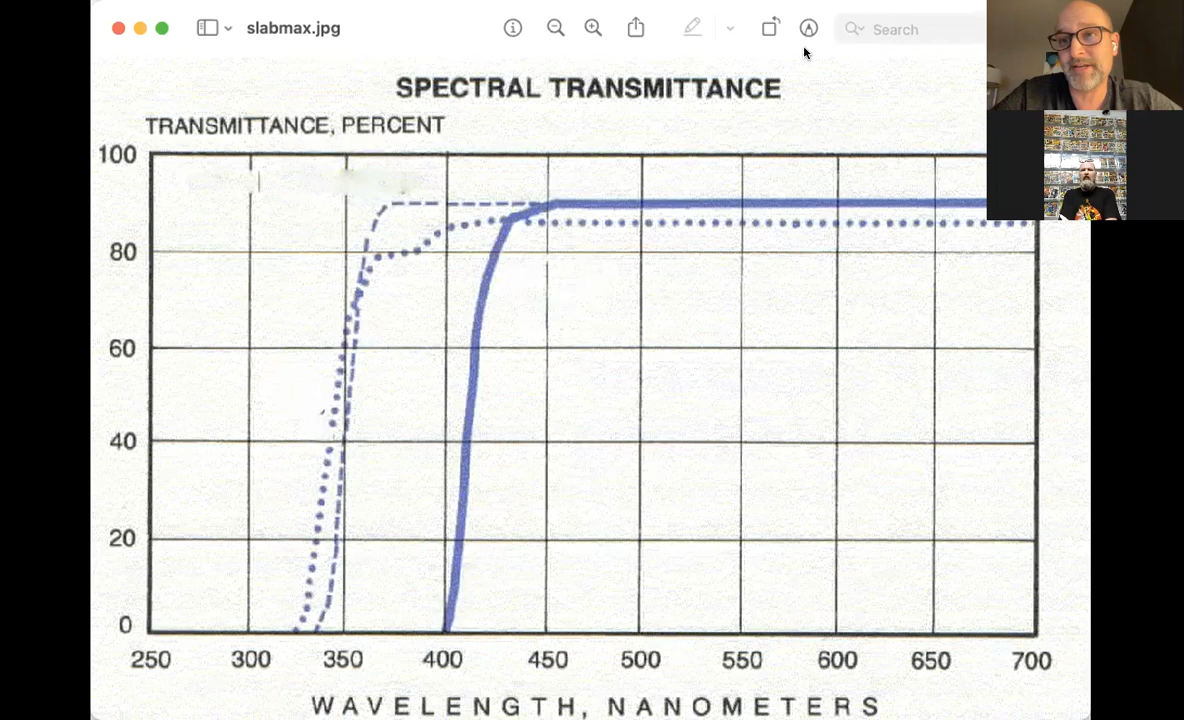 slabmax.jpg
Search
SPECTRAL TRANSMITTANCE
TRANSMITTANCE, PERCENT
100
80
60
40
20
0
250 300 350 400 450 500 550 600 650 700
WAVELENGTH, NANOMETERS